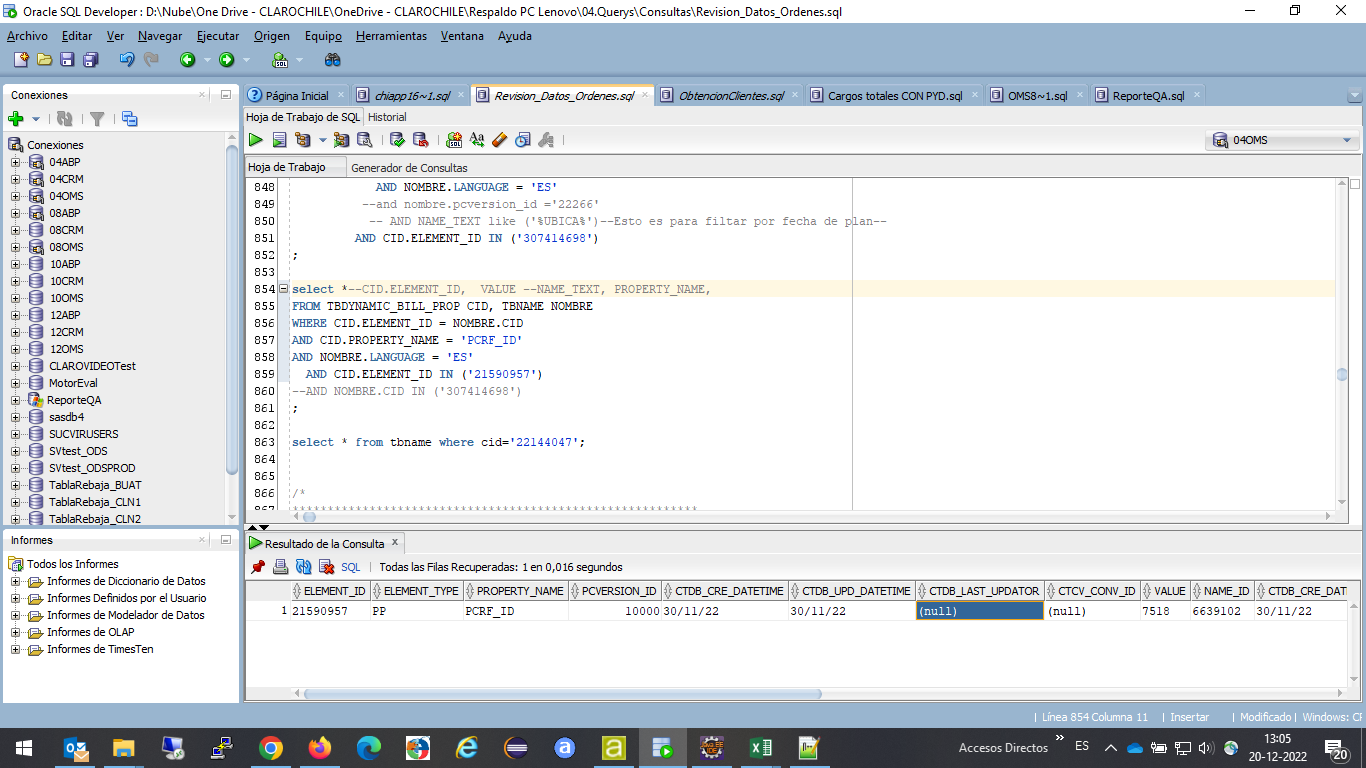 Oracle SQL Developer : D:\Nube\One Drive - CLAROCHILE\OneDrive - CLAROCHILE\Respaldo PC Lenovo\04.Querys\Consultas\Revision_Datos_Ordenes.sql
Archivo Editar Ver Navegar Ejecutar Origen Equipo Herramientas Ventana Ayuda
Conexiones
Conexiones
04ABP
04CRM
04OMS
08ABP
08CRM
08OMS
10ABP
10CRM
10OMS
12ABP
12CRM
12OMS
CLAROVIDEOTest
MotorEval
ReporteQA
sasdb4
SUCVIRUSERS
SVtest_ODS
SVtest_ODSPROD
TablaRebaja_BUAT
TablaRebaja_CLN1
TablaRebaja_CLN2
Informes
Todos los Informes
Informes de Diccionario de Datos
Informes Definidos por el Usuario
Informes de Modelador de Datos
Informes de OLAP
Informes de TimesTen
Página Inicial chiapp16~1.sql Revision_Datos_Ordenes.sql ObtencionClientes.sql Cargos totales CON PYD.sql OMS8~1.sql ReporteQA.sql
Hoja de Trabajo de SQL Historial
04OMS
Hoja de Trabajo Generador de Consultas
848 AND NOMBRE.LANGUAGE = 'ES'
849 --and nombre.pcversion_id ='22266'
850 -- AND NAME_TEXT like ('%UBICA%')--Esto es para filtar por fecha de plan--
851 AND CID.ELEMENT_ID IN ('307414698')
852 ;
853
854 select *--CID.ELEMENT_ID,  VALUE --NAME_TEXT, PROPERTY_NAME,
855 FROM TBDYNAMIC_BILL_PROP CID, TBNAME NOMBRE
856 WHERE CID.ELEMENT_ID = NOMBRE.CID
857 AND CID.PROPERTY_NAME = 'PCRF_ID'
858 AND NOMBRE.LANGUAGE = 'ES'
859 AND CID.ELEMENT_ID IN ('21590957')
860 --AND NOMBRE.CID IN ('307414698')
861 ;
862
863 select * from tbname where cid='22144047';
864
865
866 /*
867 **********************************************************
Resultado de la Consulta x
SQL | Todas las Filas Recuperadas: 1 en 0,016 segundos
ELEMENT_ID ELEMENT_TYPE PROPERTY_NAME PCVERSION_ID CTDB_CRE_DATETIME CTDB_UPD_DATETIME CTDB_LAST_UPDATOR CTCV_CONV_ID VALUE NAME_ID CTDB_CRE_DATI
1 21590957 PP PCRF_ID 10000 30/11/22 30/11/22 (null) (null) 7518 6639102 30/11/22
| Línea 854 Columna 11 | Insertar | Modificado | Windows: CF
Accesos Directos » ES 13:05
20-12-2022
20